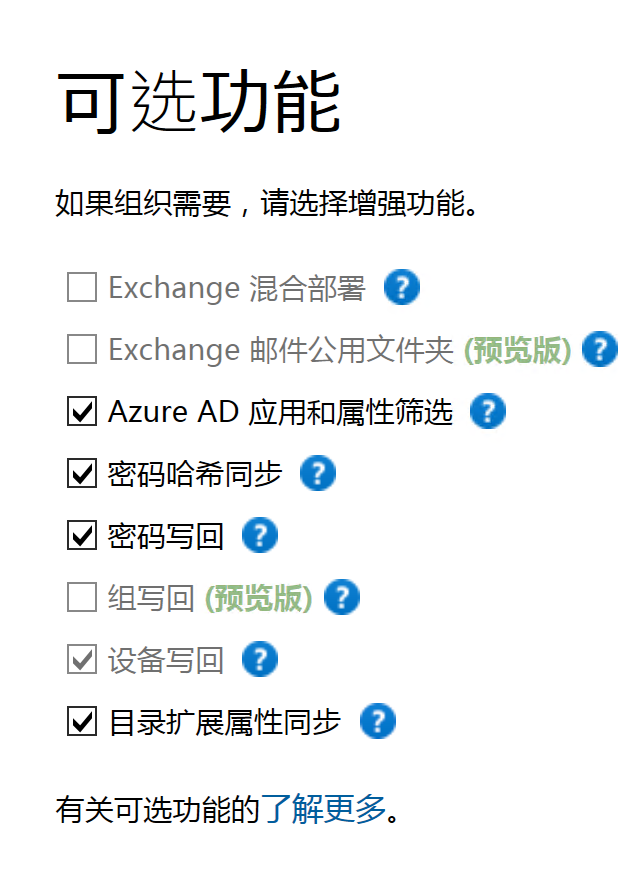 可选功能
如果组织需要，请选择增强功能。
Exchange 混合部署 ?
Exchange 邮件公用文件夹 (预览版) ?
Azure AD 应用和属性筛选 ?
密码哈希同步 ?
密码写回 ?
组写回 (预览版) ?
设备写回 ?
目录扩展属性同步 ?
有关可选功能的了解更多。